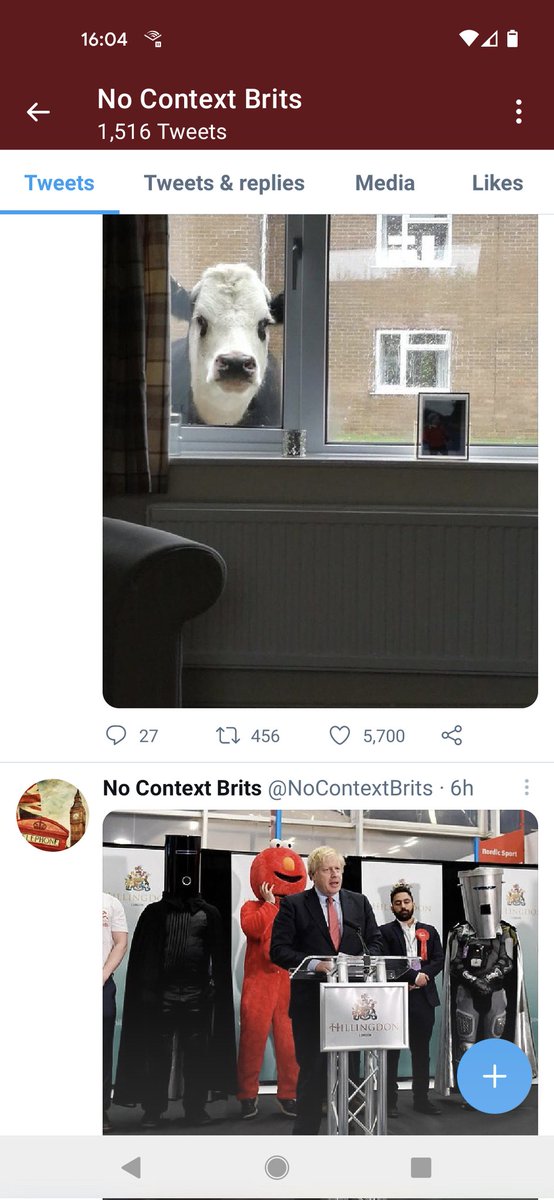 16:04
No Context Brits
1,516 Tweets
Tweets Tweets & replies Media Likes
27 456 5,700
No Context Brits @NoContextBrits · 6h
Nordic Sport
HILLINGDON
LONDON